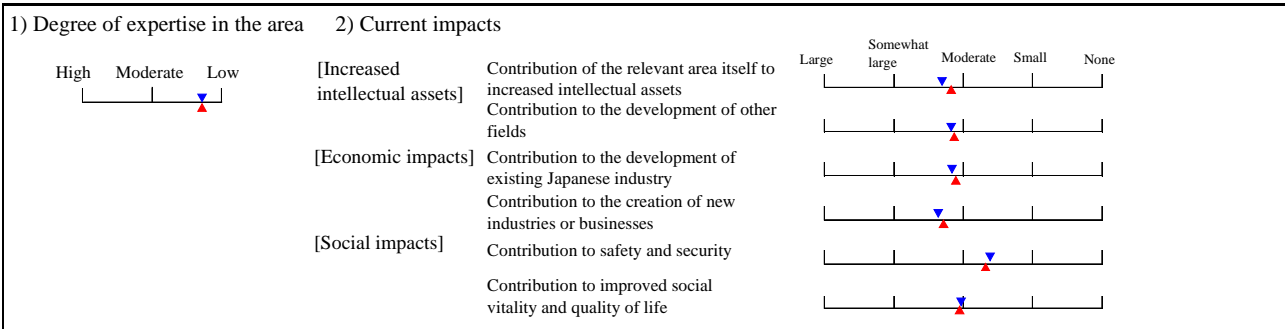 1) Degree of expertise in the area 2) Current impacts
High Moderate Low
[Increased
intellectual assets]
Contribution of the relevant area itself to
increased intellectual assets
Large Somewhat
large Moderate Small None
Contribution to the development of other
fields
[Economic impacts]
Contribution to the development of
existing Japanese industry
Contribution to the creation of new
industries or businesses
[Social impacts]
Contribution to safety and security
Contribution to improved social
vitality and quality of life